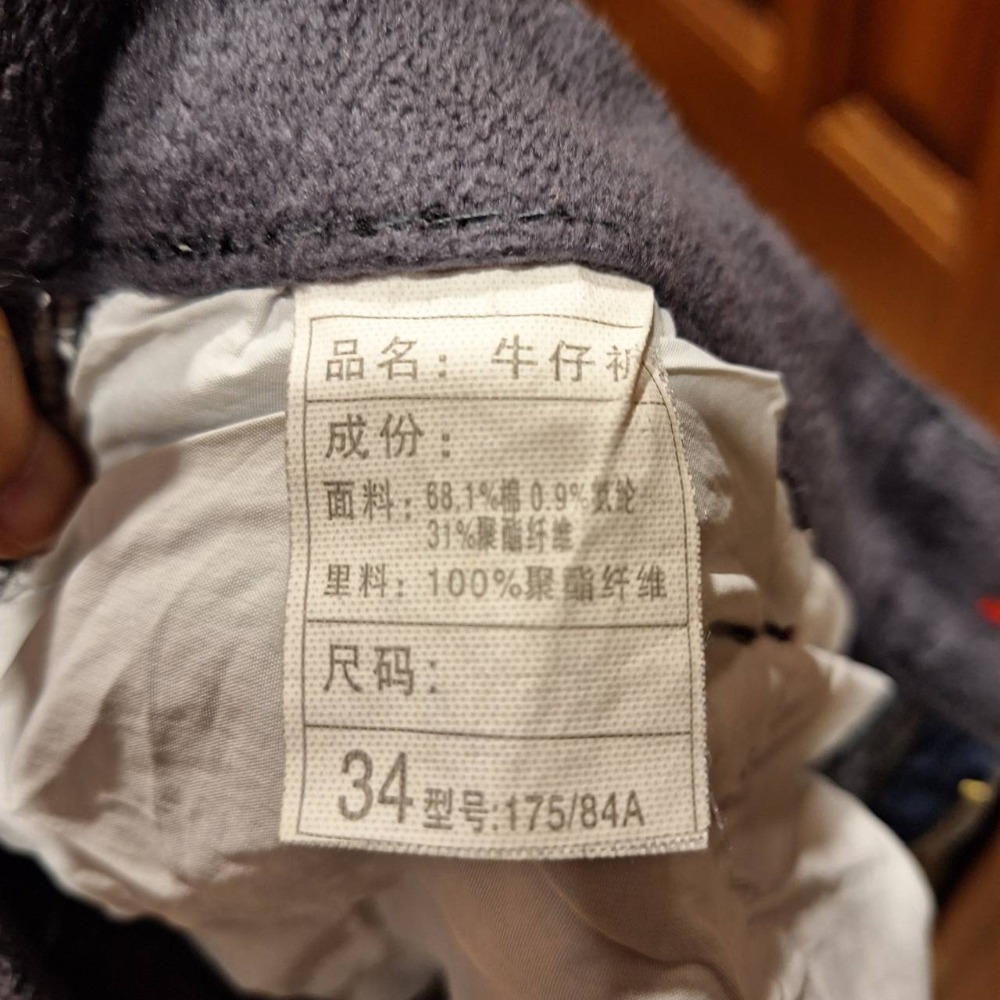 品名： 牛仔裤
成份：
面料：68.1%棉 0.9%氨纶
31%聚酯纤维
里料：100%聚酯纤维
尺码：
34 型号:175/84A